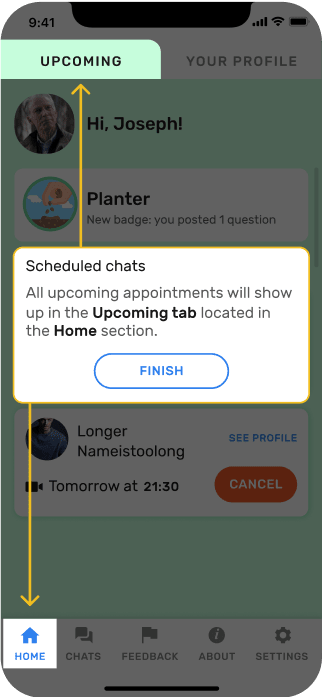 9:41
UPCOMING
YOUR PROFILE
Hi, Joseph!
Planter
New badge: you posted 1 question
Scheduled chats
All upcoming appointments will show
up in the Upcoming tab located in
the Home section.
FINISH
Longer
Nameistoolong
SEE PROFILE
Tomorrow at 21:30
CANCEL
HOME
CHATS
FEEDBACK
ABOUT
SETTINGS